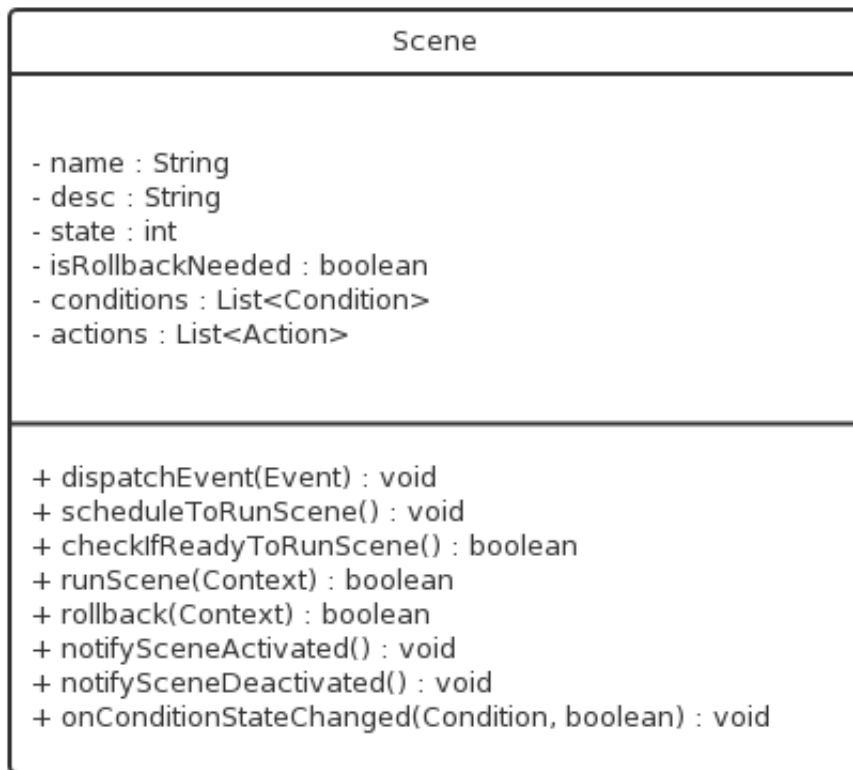 Scene
- name : String
- desc : String
- state : int
- isRollbackNeeded : boolean
- conditions : List<Condition>
- actions : List<Action>
+ dispatchEvent(Event) : void
+ scheduleToRunScene() : void
+ checkIfReadyToRunScene() : boolean
+ runScene(Context) : boolean
+ rollback(Context) : boolean
+ notifySceneActivated() : void
+ notifySceneDeactivated() : void
+ onConditionStateChanged(Condition, boolean) : void